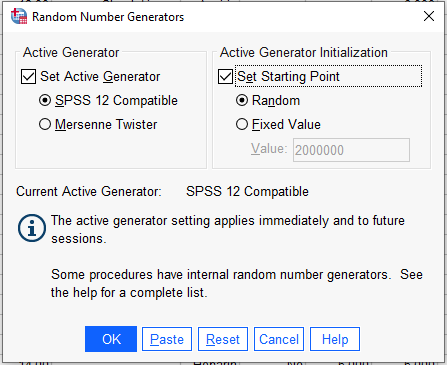 Random Number Generators
Active Generator
Set Active Generator
SPSS 12 Compatible
Mersenne Twister
Active Generator Initialization
Set Starting Point
Random
Fixed Value
Value: 2000000
Current Active Generator: SPSS 12 Compatible
The active generator setting applies immediately and to future
sessions.
Some procedures have internal random number generators. See
the help for a complete list.
OK Paste Reset Cancel Help